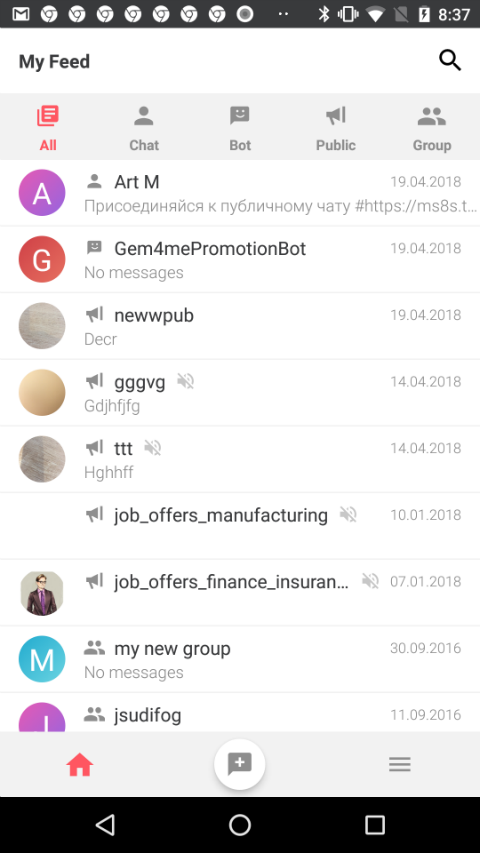 8:37
My Feed
All
Chat
Bot
Public
Group
A
Art M
19.04.2018
Присоединяйся к публичному чату #https://ms8s.t...
G
Gem4mePromotionBot
19.04.2018
No messages
newwpub
19.04.2018
Decr
gggvg
14.04.2018
Gdjhfjfg
ttt
14.04.2018
Hghhff
job_offers_manufacturing
10.01.2018
job_offers_finance_insuran...
07.01.2018
M
my new group
30.09.2016
No messages
J
jsudifog
11.09.2016